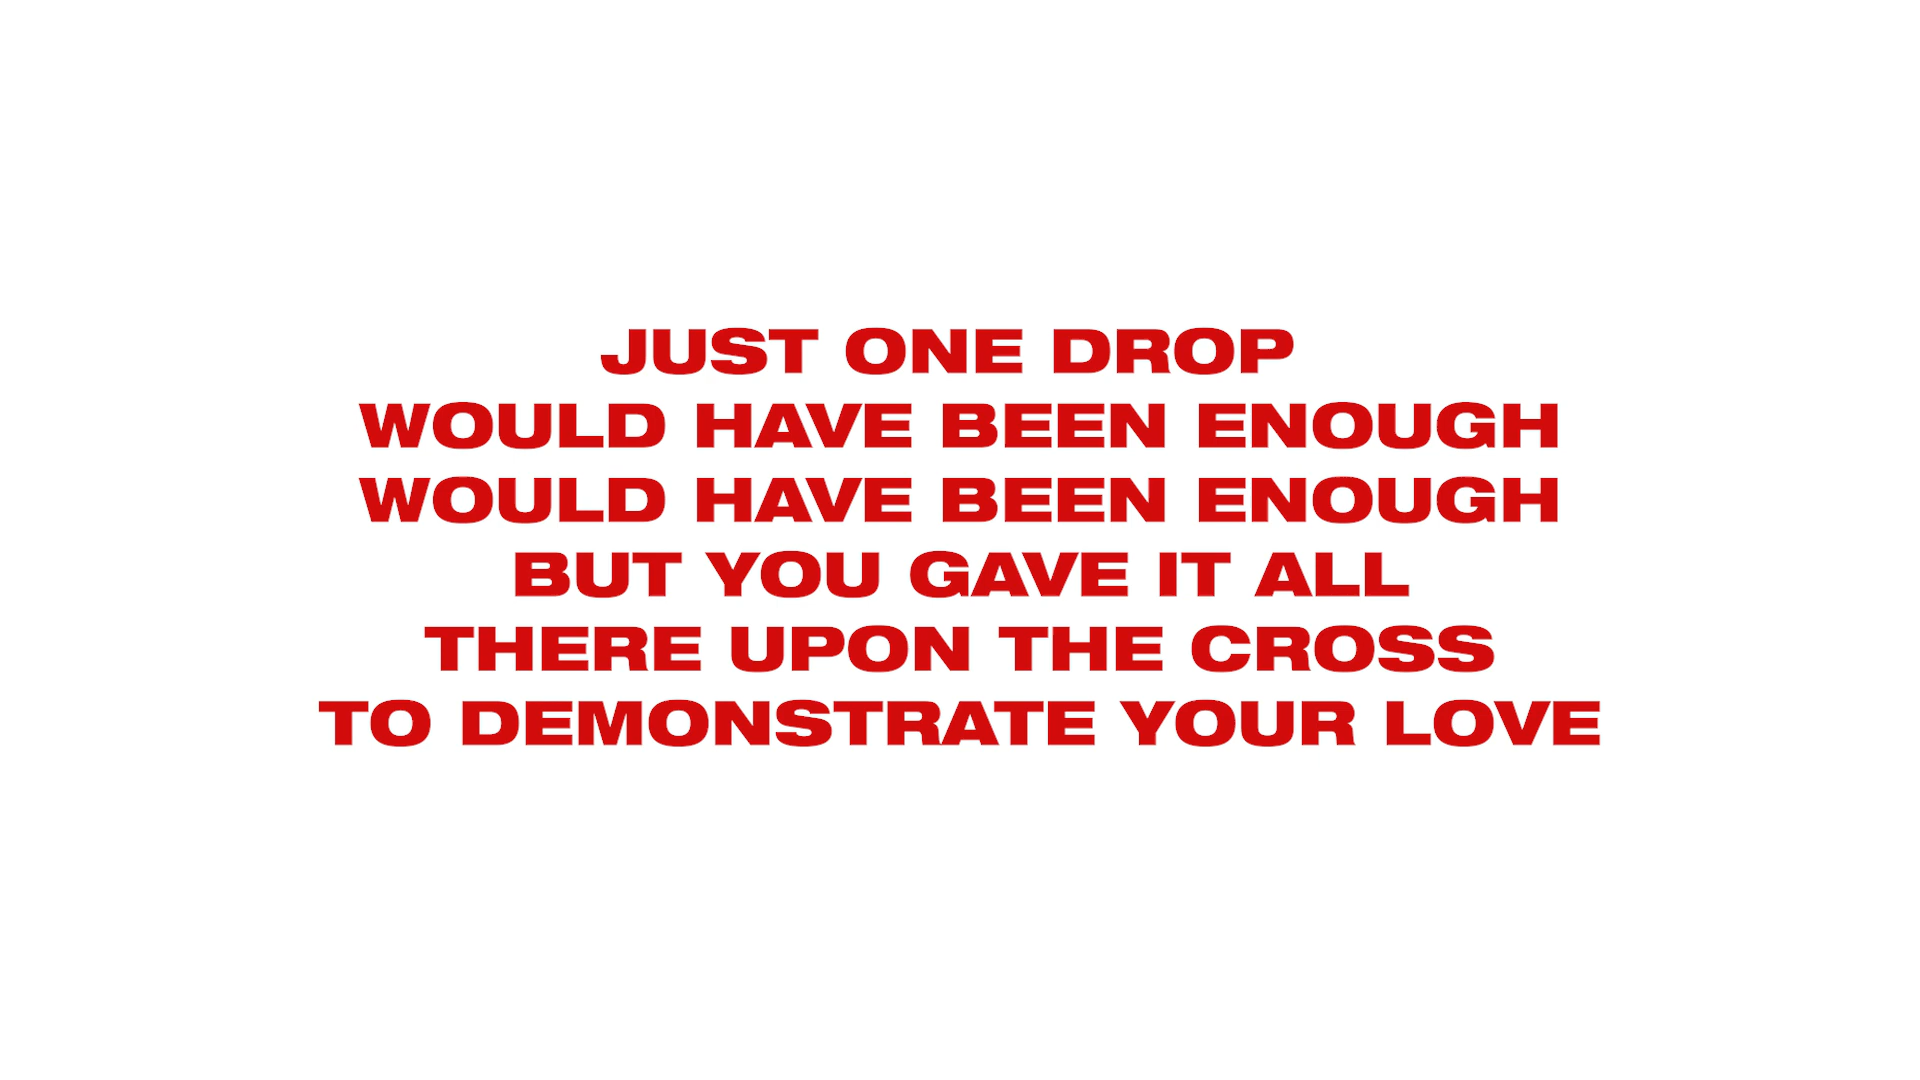 JUST ONE DROP
WOULD HAVE BEEN ENOUGH
WOULD HAVE BEEN ENOUGH
BUT YOU GAVE IT ALL
THERE UPON THE CROSS
TO DEMONSTRATE YOUR LOVE